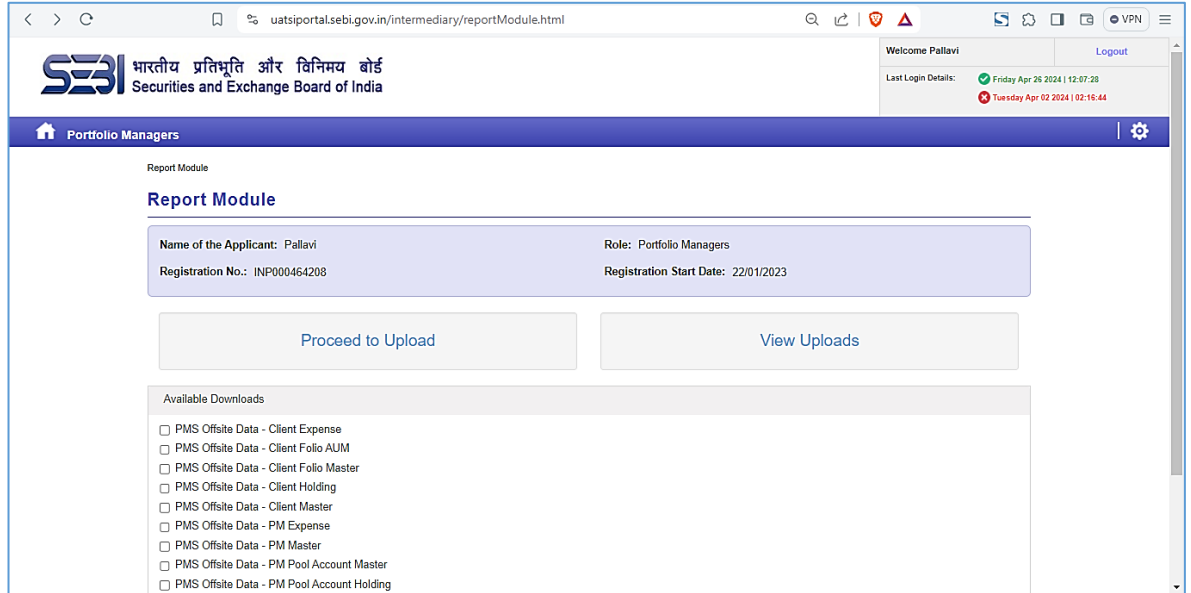 uatsiportal.sebi.gov.in/intermediary/reportModule.html
VPN
SEBI
भारतीय प्रतिभूति और विनिमय बोर्ड
Securities and Exchange Board of India
Welcome Pallavi
Logout
Last Login Details:
Friday Apr 26 2024 | 12:07:28
Tuesday Apr 02 2024 | 02:16:44
Portfolio Managers
Report Module
Report Module
Name of the Applicant: Pallavi
Role: Portfolio Managers
Registration No.: INP000464208
Registration Start Date: 22/01/2023
Proceed to Upload
View Uploads
Available Downloads
PMS Offsite Data - Client Expense
PMS Offsite Data - Client Folio AUM
PMS Offsite Data - Client Folio Master
PMS Offsite Data - Client Holding
PMS Offsite Data - Client Master
PMS Offsite Data - PM Expense
PMS Offsite Data - PM Master
PMS Offsite Data - PM Pool Account Master
PMS Offsite Data - PM Pool Account Holding